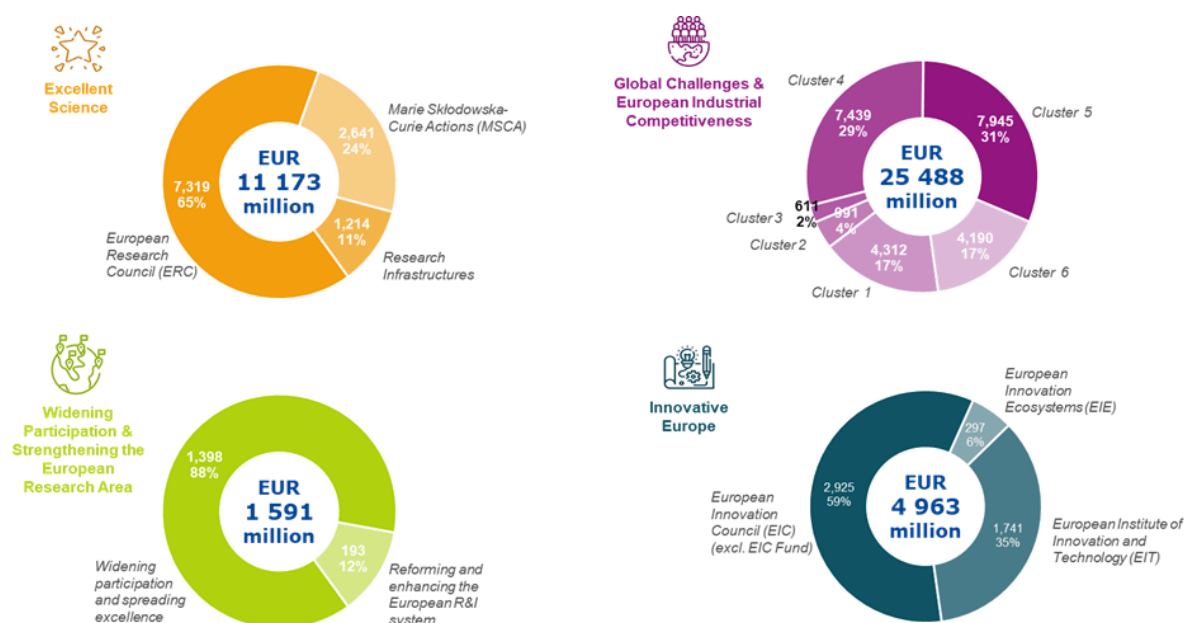 Excellent
Science
Marie Skłodowska-
Curie Actions (MSCA)
2,641
24%
EUR
11 173
million
7,319
65%
1,214
11%
European
Research
Council (ERC)
Research
Infrastructures
Global Challenges &
European Industrial
Competitiveness
Cluster 4
7,439
29%
7,945
31%
Cluster 5
EUR
25 488
million
611
2%
Cluster 3
991
4%
Cluster 2
4,312
17%
Cluster 1
4,190
17%
Cluster 6
Widening
Participation &
Strengthening the
European
Research Area
1,398
88%
EUR
1 591
million
193
12%
Widening
participation
and spreading
excellence
Reforming and
enhancing the
European R&I
system
Innovative
Europe
European
Innovation
Ecosystems (EIE)
297
6%
2,925
59%
EUR
4 963
million
European
Innovation
Council (EIC)
(excl. EIC Fund)
1,741
35%
European Institute of
Innovation and
Technology (EIT)